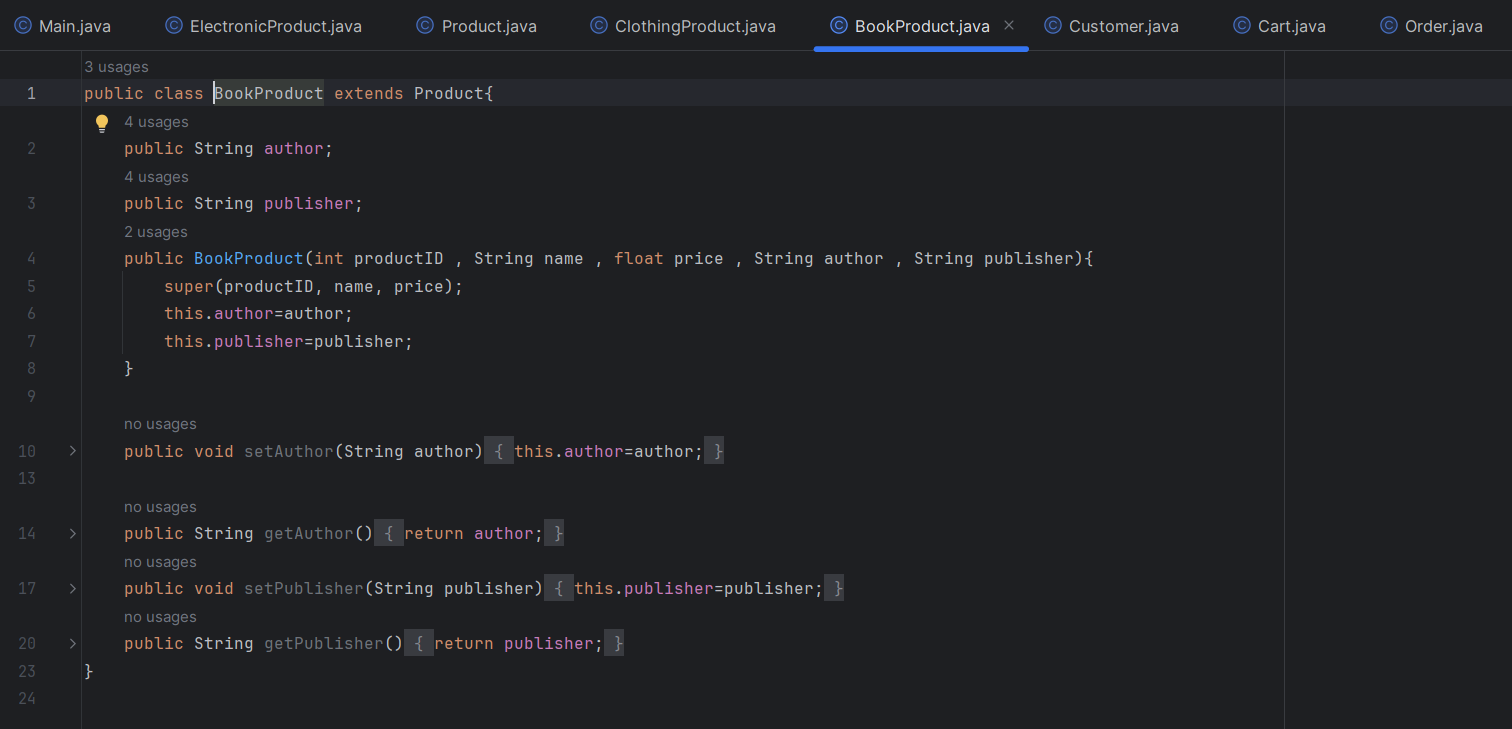 Main.java ElectronicProduct.java Product.java ClothingProduct.java BookProduct.java Customer.java Cart.java Order.java
3 usages
1 public class BookProduct extends Product{
4 usages
2 public String author;
4 usages
3 public String publisher;
2 usages
4 public BookProduct(int productID , String name , float price , String author , String publisher){
5 super(productID, name, price);
6 this.author=author;
7 this.publisher=publisher;
8 }
9
no usages
10 public void setAuthor(String author) { this.author=author; }
13
no usages
14 public String getAuthor() { return author; }
no usages
17 public void setPublisher(String publisher) { this.publisher=publisher; }
no usages
20 public String getPublisher() { return publisher; }
23 }
24